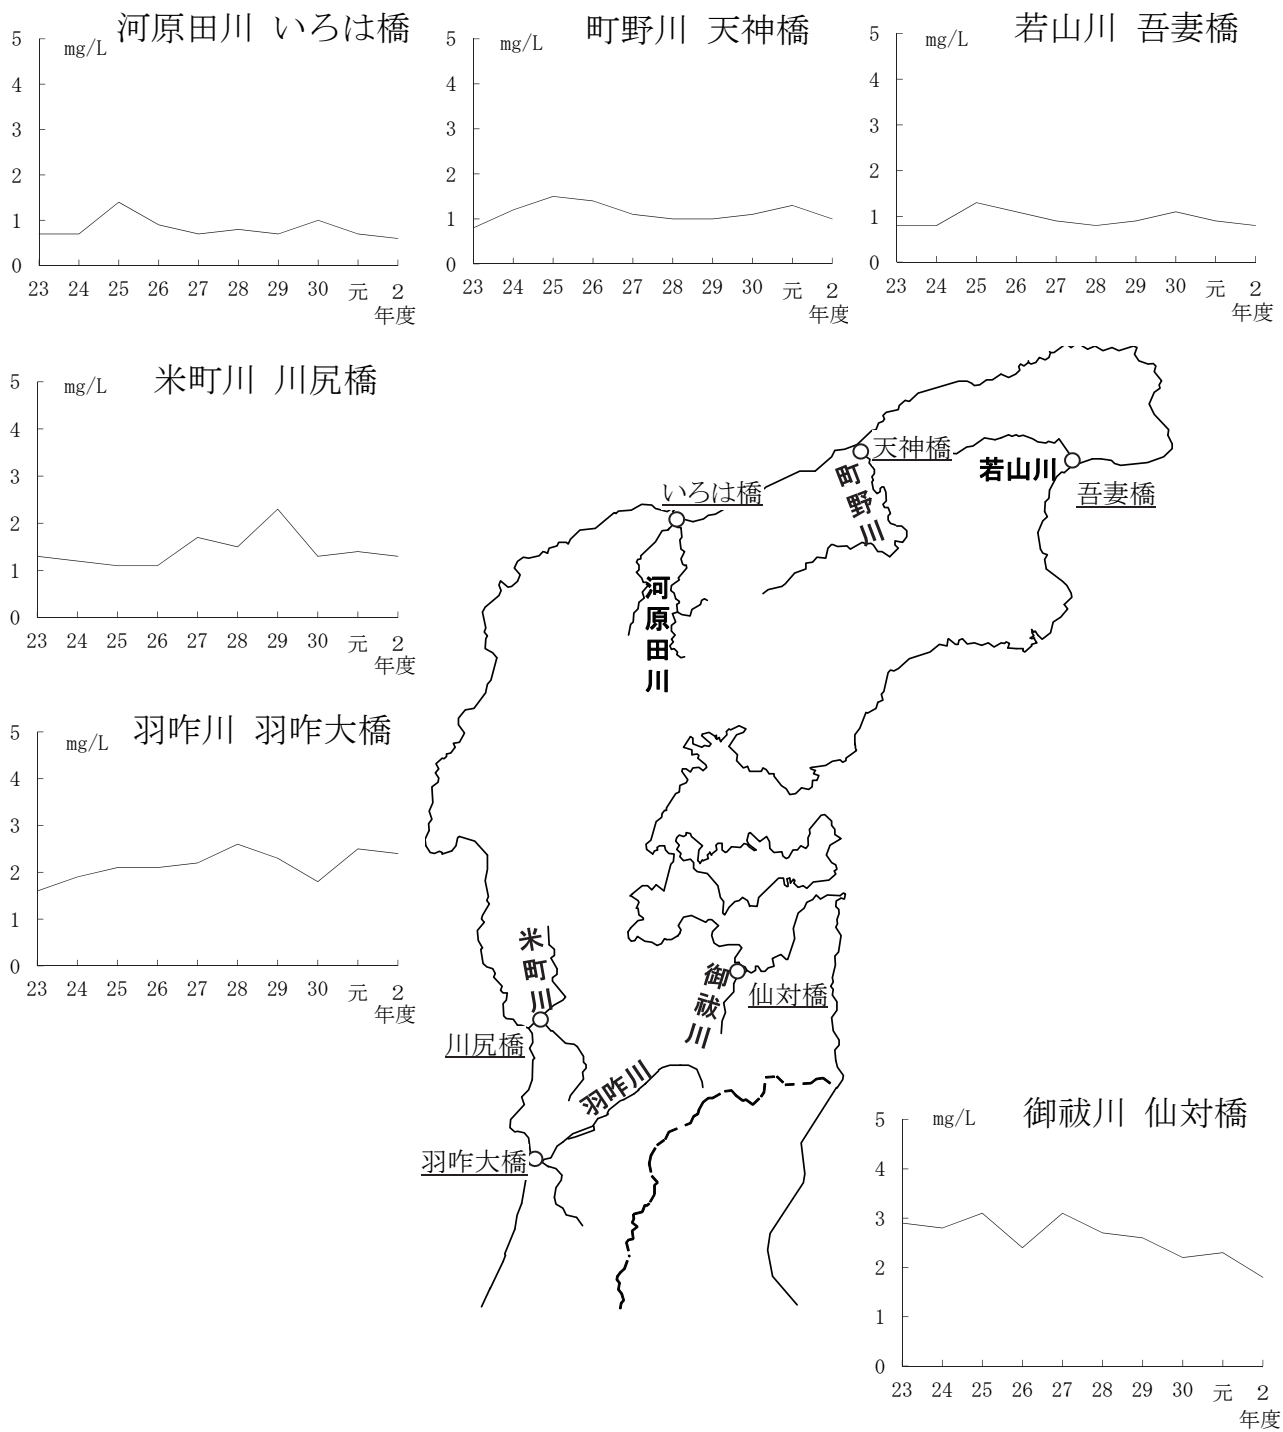 河原田川 いろは橋
mg/L
5
4
3
2
1
0
23 24 25 26 27 28 29 30 元 2
年度
町野川 天神橋
mg/L
5
4
3
2
1
0
23 24 25 26 27 28 29 30 元 2
年度
若山川 吾妻橋
mg/L
5
4
3
2
1
0
23 24 25 26 27 28 29 30 元 2
年度
米町川 川尻橋
mg/L
5
4
3
2
1
0
23 24 25 26 27 28 29 30 元 2
年度
羽咋川 羽咋大橋
mg/L
5
4
3
2
1
0
23 24 25 26 27 28 29 30 元 2
年度
天神橋
町野川
若山川
吾妻橋
いろは橋
河原田川
米町川
川尻橋
御祓川
仙対橋
羽咋川
羽咋大橋
御祓川 仙対橋
mg/L
5
4
3
2
1
0
23 24 25 26 27 28 29 30 元 2
年度